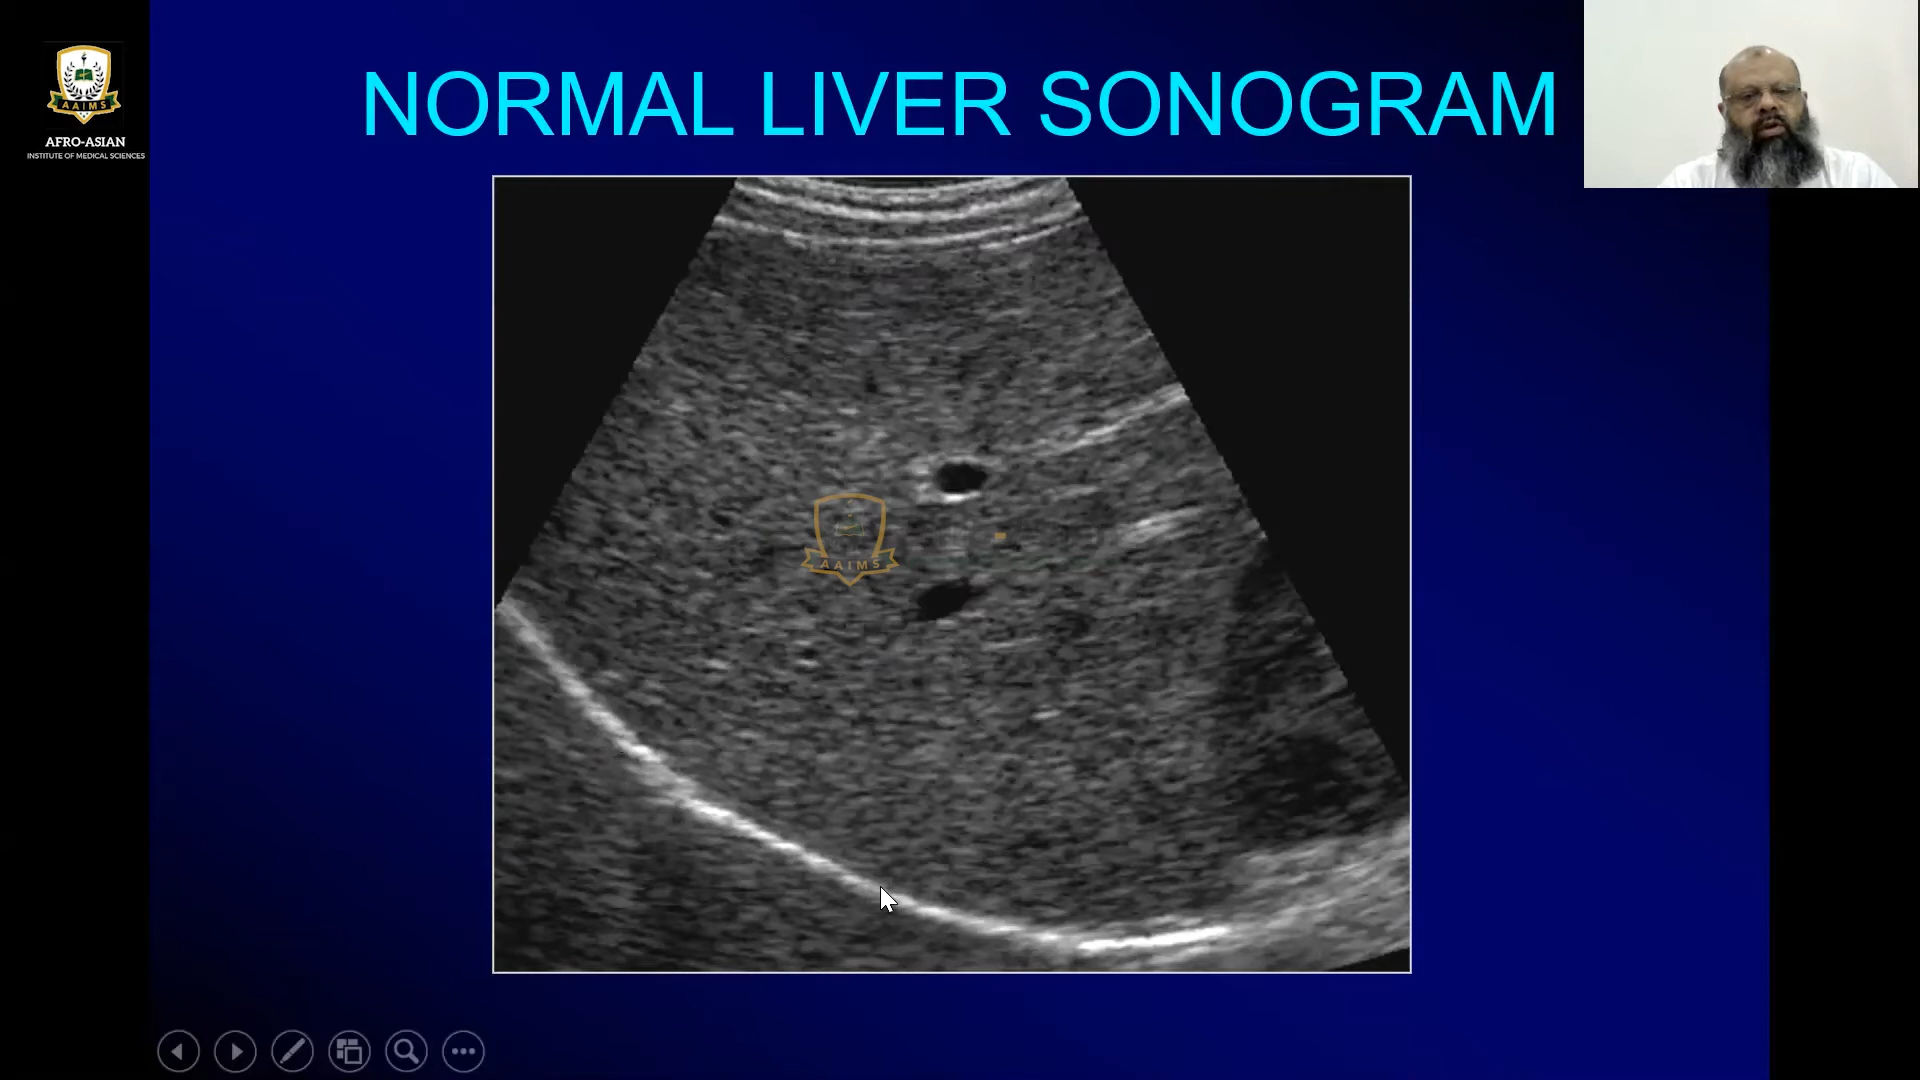 NORMAL LIVER SONOGRAM
AAIMS
AFRO-ASIAN
INSTITUTE OF MEDICAL SCIENCES
AAIMS